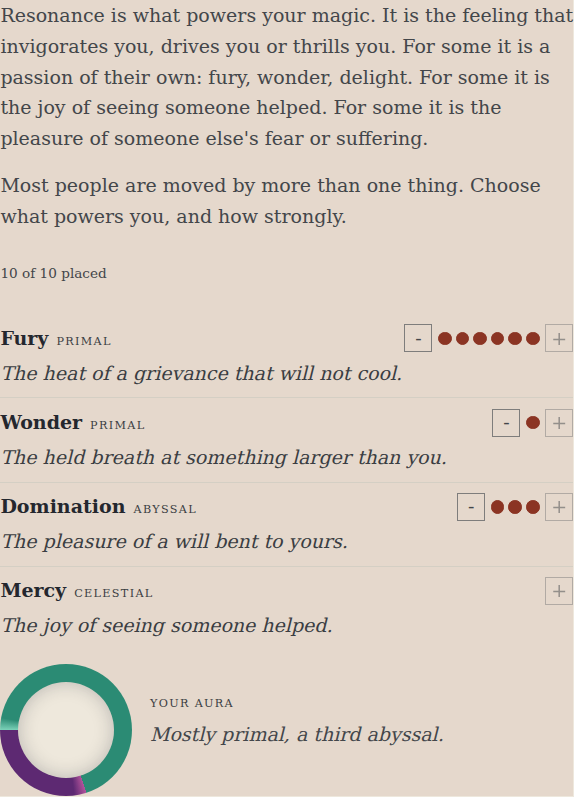 Resonance is what powers your magic. It is the feeling that
invigorates you, drives you or thrills you. For some it is a
passion of their own: fury, wonder, delight. For some it is
the joy of seeing someone helped. For some it is the
pleasure of someone else's fear or suffering.
Most people are moved by more than one thing. Choose
what powers you, and how strongly.
10 of 10 placed
Fury PRIMAL - +
The heat of a grievance that will not cool.
Wonder PRIMAL - +
The held breath at something larger than you.
Domination ABYSSAL - +
The pleasure of a will bent to yours.
Mercy CELESTIAL +
The joy of seeing someone helped.
YOUR AURA
Mostly primal, a third abyssal.